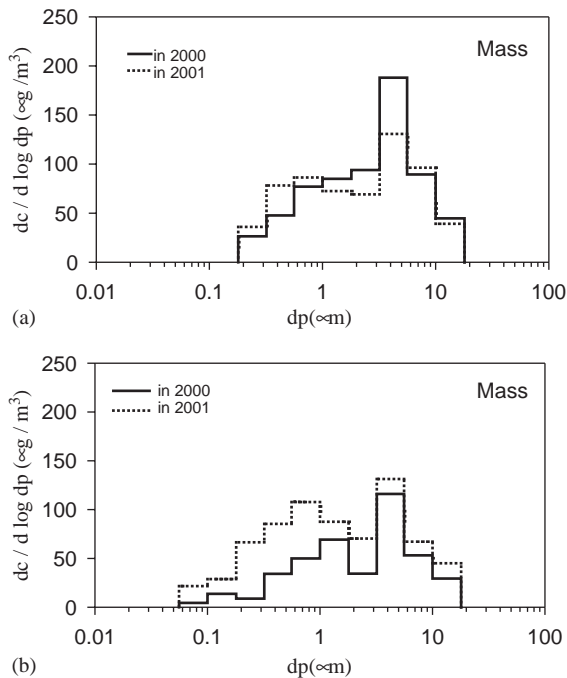 250
200
150
100
50
0
dc / d log dp (∝g /m³)
in 2000
in 2001
Mass
0.01 0.1 1 10 100
(a) dp(∝m)
250
200
150
100
50
0
dc / d log dp (∝g / m³)
in 2000
in 2001
Mass
0.01 0.1 1 10 100
(b) dp(∝m)